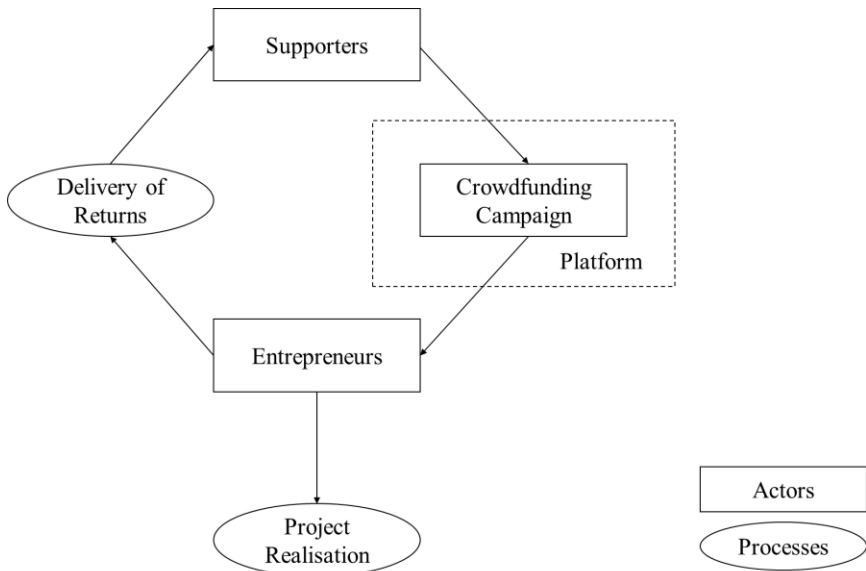 Supporters
Delivery of
Returns
Crowdfunding
Campaign
Platform
Entrepreneurs
Project
Realisation
Actors
Processes